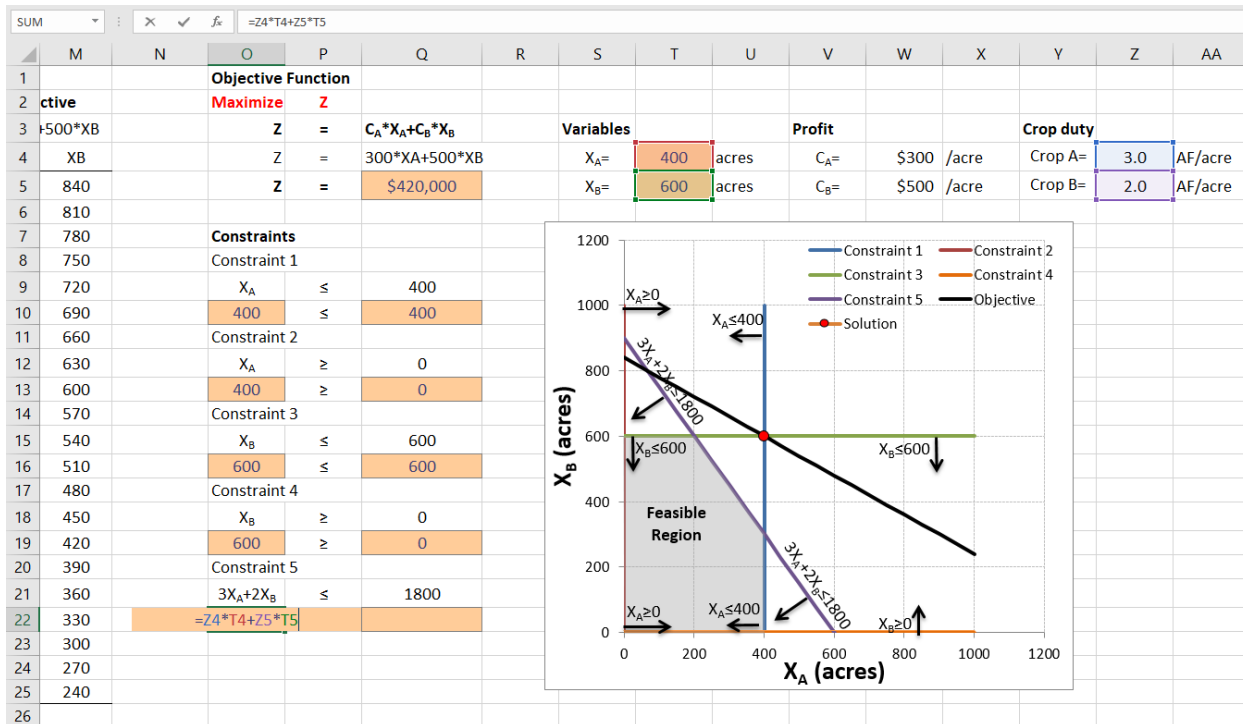 SUM fx =Z4*T4+Z5*T5
M N O P Q R S T U V W X Y Z AA
1 Objective Function
2 ctive Maximize Z
3 +500*XB Z = CA*XA+CB*XB Variables Profit Crop duty
4 XB Z = 300*XA+500*XB XA= 400 acres CA= $300 /acre Crop A= 3.0 AF/acre
5 840 Z = $420,000 XB= 600 acres CB= $500 /acre Crop B= 2.0 AF/acre
6 810
7 780 Constraints
8 750 Constraint 1
9 720 XA ≤ 400
10 690 400 ≤ 400
11 660 Constraint 2
12 630 XA ≥ 0
13 600 400 ≥ 0
14 570 Constraint 3
15 540 XB ≤ 600
16 510 600 ≤ 600
17 480 Constraint 4
18 450 XB ≥ 0
19 420 600 ≥ 0
20 390 Constraint 5
21 360 3XA+2XB ≤ 1800
22 330 =Z4*T4+Z5*T5
23 300
24 270
25 240
26
1200
Constraint 1 Constraint 2
Constraint 3 Constraint 4
Constraint 5 Objective
Solution
1000
XA≥0
XA≤400
800
3XA+2XB≤1800
600
XB≤600
XB≤600
400
Feasible
Region
200
3XA+2XB≤1800
XA≥0
XA≤400
XB≥0
0
0 200 400 600 800 1000 1200
XA (acres)
XB (acres)